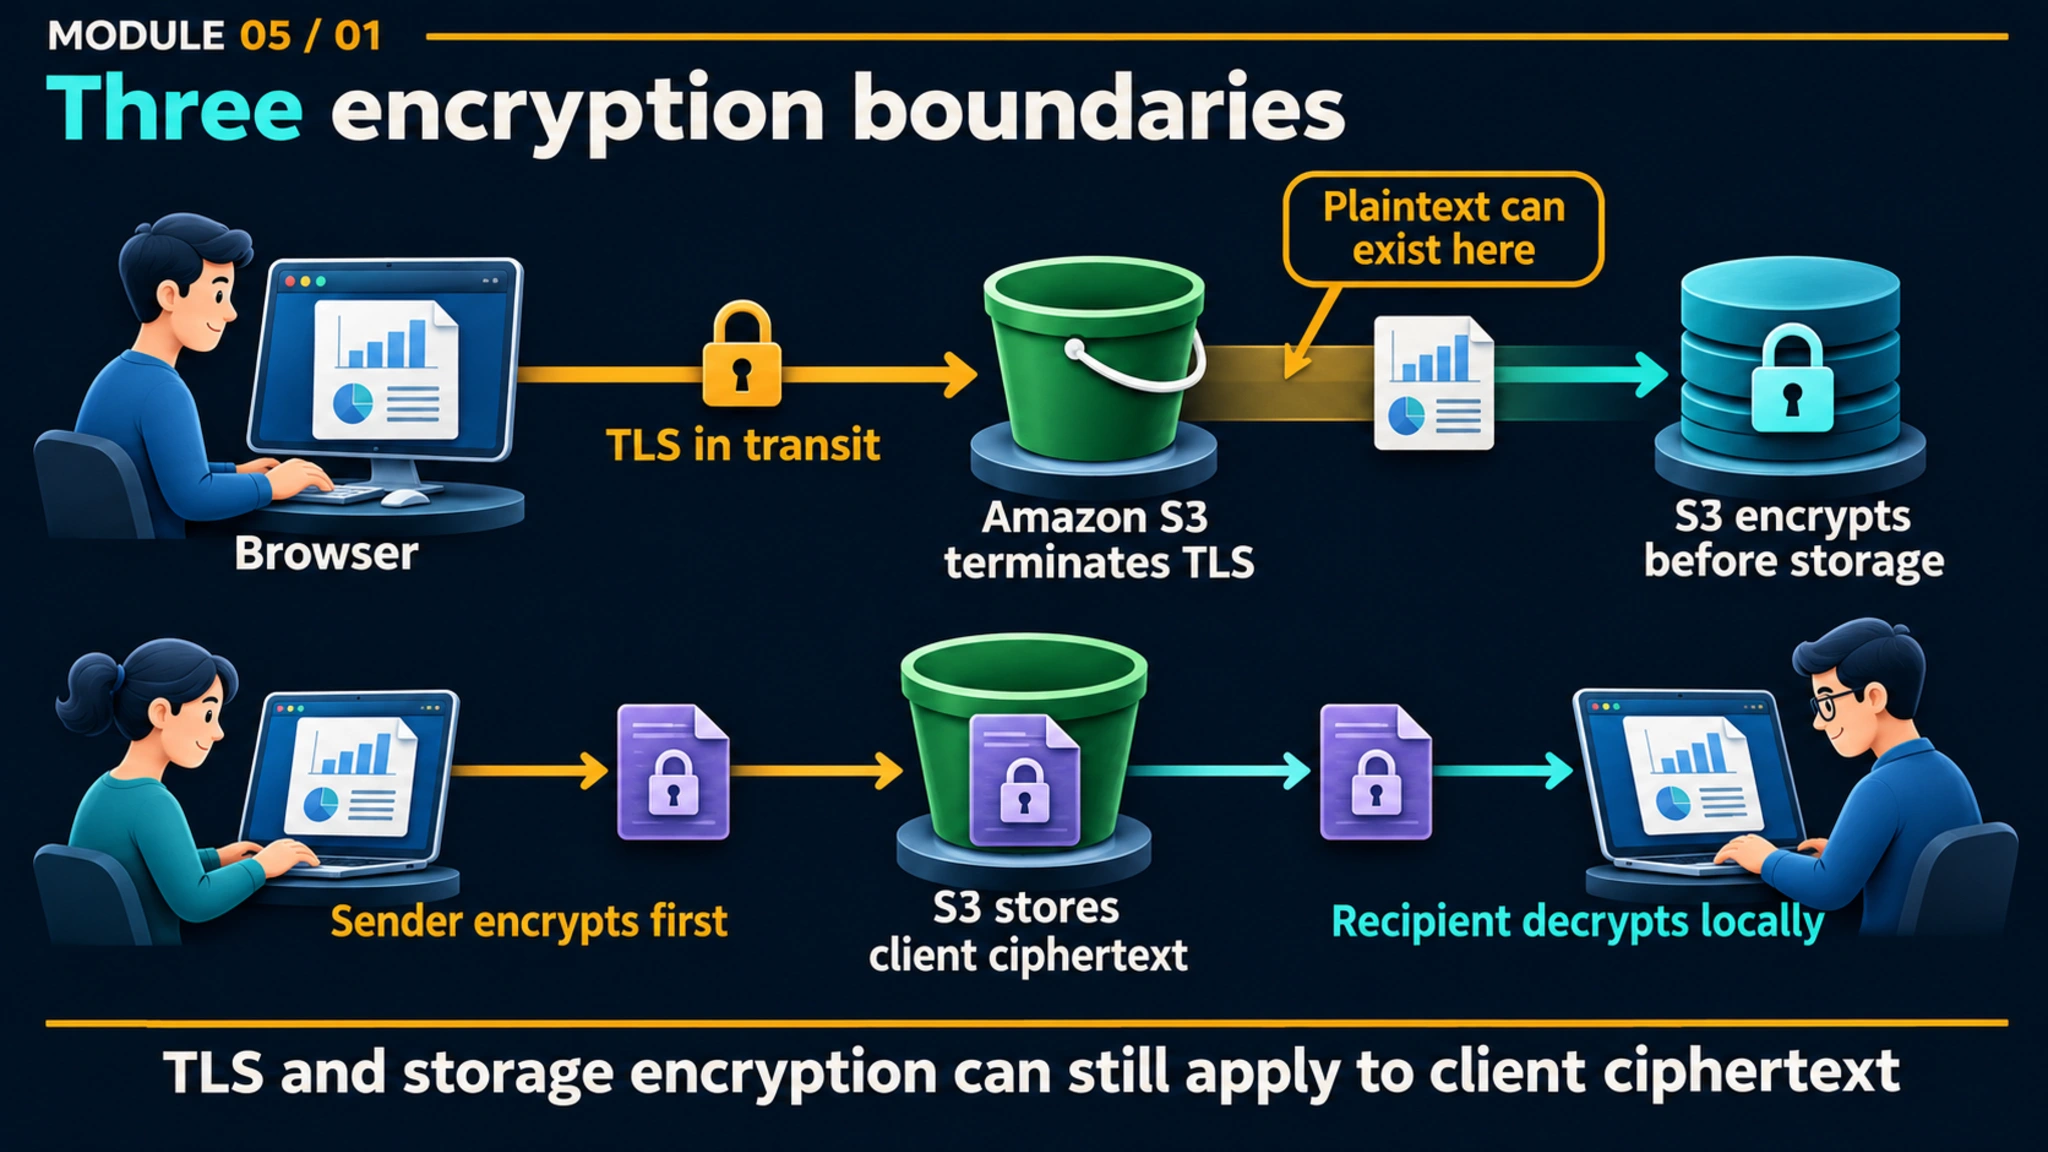 MODULE 05 / 01
Three encryption boundaries
Plaintext can
exist here
TLS in transit
Browser
Amazon S3
terminates TLS
S3 encrypts
before storage
Sender encrypts first
S3 stores
client ciphertext
Recipient decrypts locally
TLS and storage encryption can still apply to client ciphertext